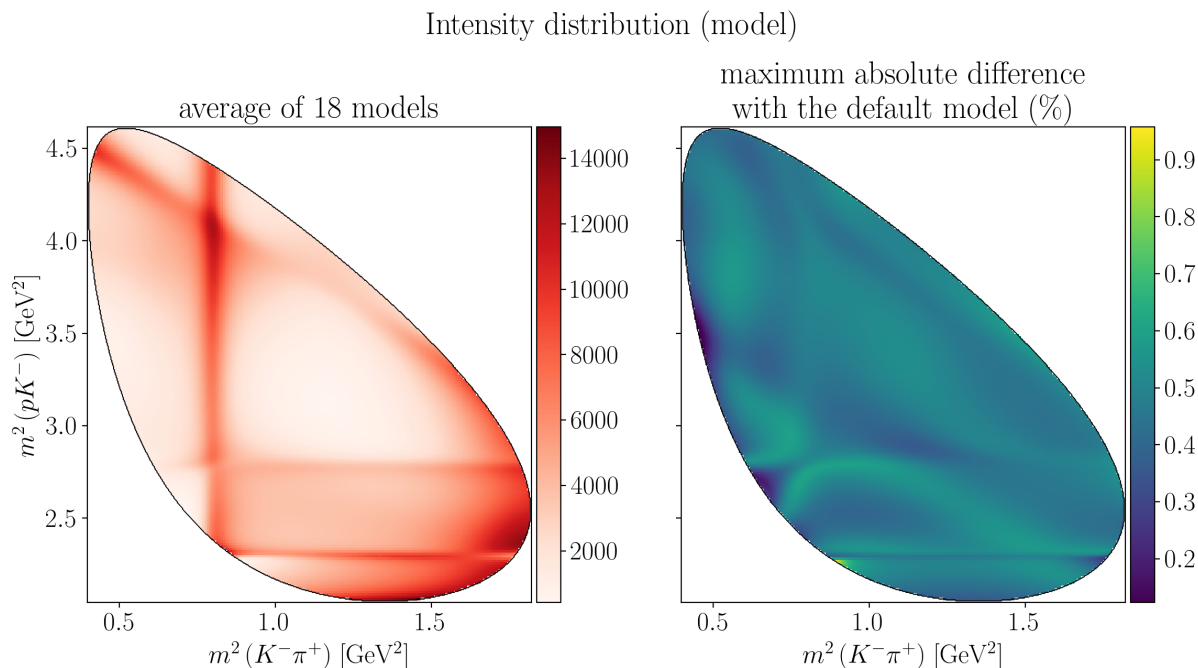 Intensity distribution (model)
average of 18 models
maximum absolute difference
with the default model (%)
4.5
4.0
3.5
3.0
2.5
m² (pK⁻) [GeV²]
0.5 1.0 1.5
m² (K⁻π⁺) [GeV²]
14000
12000
10000
8000
6000
4000
2000
0.5 1.0 1.5
m² (K⁻π⁺) [GeV²]
0.9
0.8
0.7
0.6
0.5
0.4
0.3
0.2